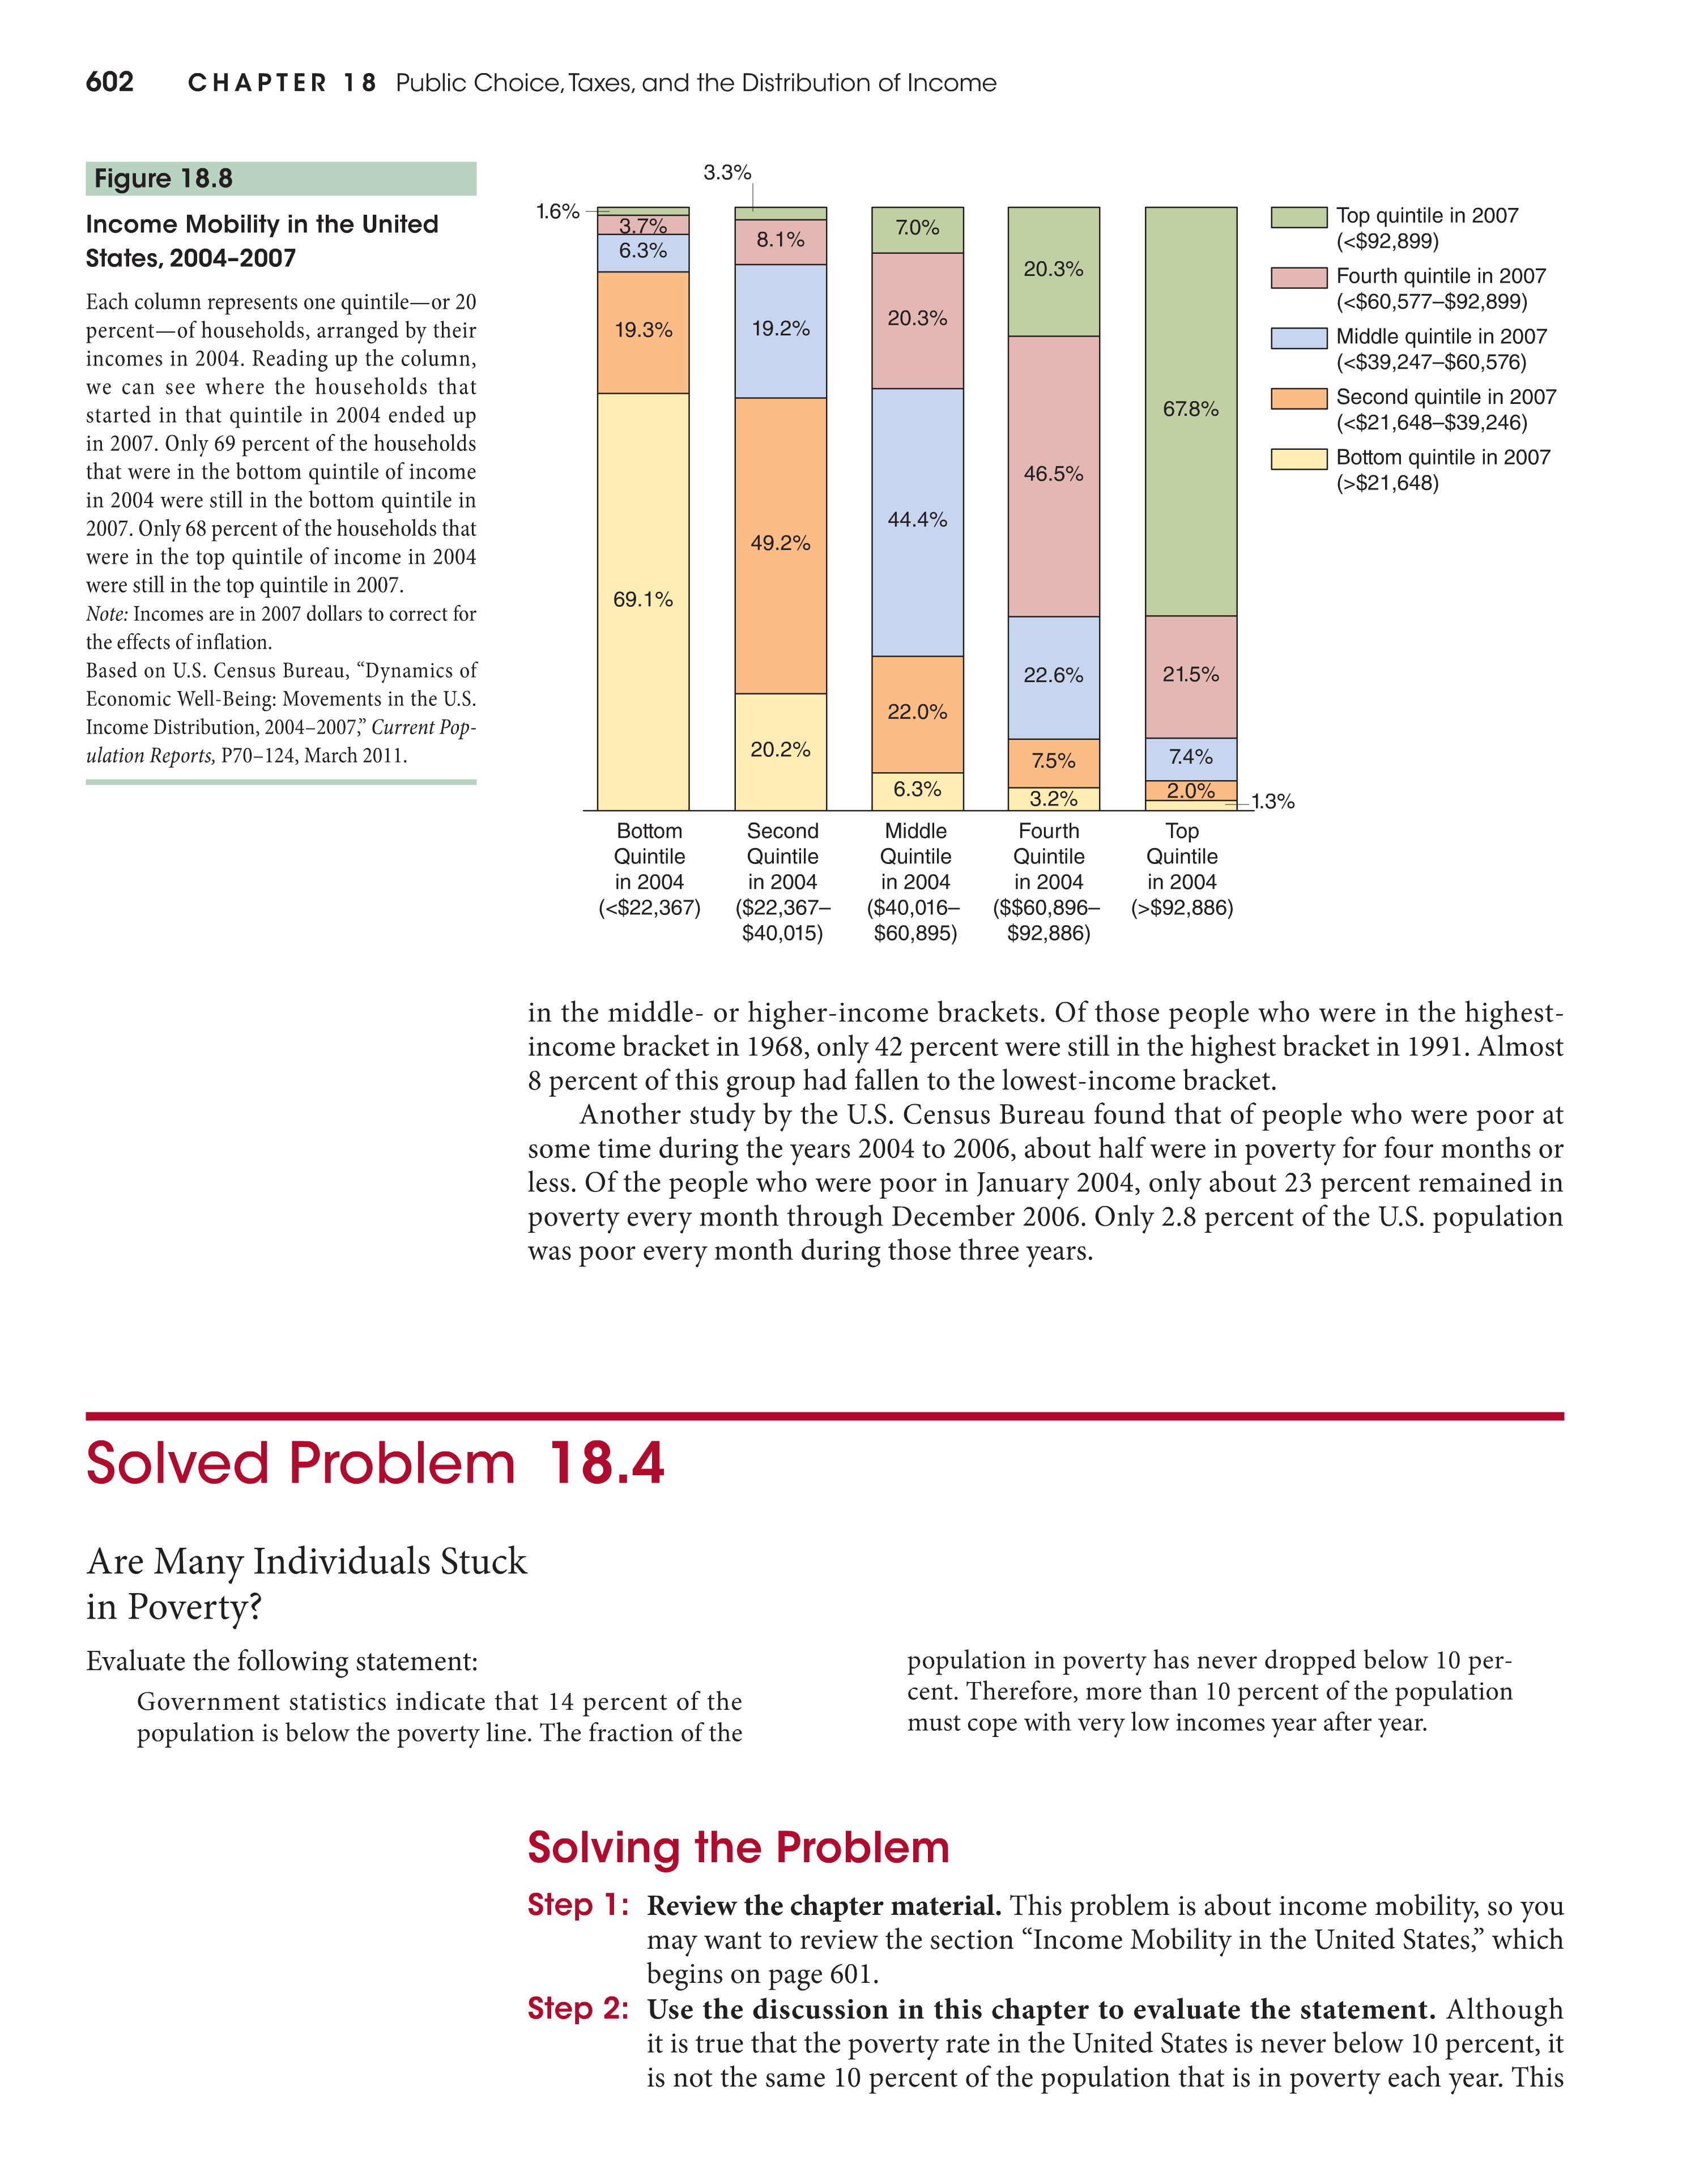 602 CHAPTER 18 Public Choice, Taxes, and the Distribution of Income
Figure 18.8
Income Mobility in the United
States, 2004–2007
Each column represents one quintile—or 20
percent—of households, arranged by their
incomes in 2004. Reading up the column,
we can see where the households that
started in that quintile in 2004 ended up
in 2007. Only 69 percent of the households
that were in the bottom quintile of income
in 2004 were still in the bottom quintile in
2007. Only 68 percent of the households that
were in the top quintile of income in 2004
were still in the top quintile in 2007.
Note: Incomes are in 2007 dollars to correct for
the effects of inflation.
Based on U.S. Census Bureau, “Dynamics of
Economic Well-Being: Movements in the U.S.
Income Distribution, 2004–2007,” Current Pop-
ulation Reports, P70–124, March 2011.
1.6%
3.7%
6.3%
19.3%
69.1%
3.3%
8.1%
19.2%
49.2%
20.2%
7.0%
20.3%
44.4%
22.0%
6.3%
20.3%
46.5%
22.6%
7.5%
3.2%
67.8%
21.5%
7.4%
2.0%
1.3%
Bottom
Quintile
in 2004
(<$22,367)
Second
Quintile
in 2004
($22,367–
$40,015)
Middle
Quintile
in 2004
($40,016–
$60,895)
Fourth
Quintile
in 2004
($$60,896–
$92,886)
Top
Quintile
in 2004
(>$92,886)
Top quintile in 2007
(<$92,899)
Fourth quintile in 2007
(<$60,577–$92,899)
Middle quintile in 2007
(<$39,247–$60,576)
Second quintile in 2007
(<$21,648–$39,246)
Bottom quintile in 2007
(>$21,648)
in the middle- or higher-income brackets. Of those people who were in the highest-
income bracket in 1968, only 42 percent were still in the highest bracket in 1991. Almost
8 percent of this group had fallen to the lowest-income bracket.
Another study by the U.S. Census Bureau found that of people who were poor at
some time during the years 2004 to 2006, about half were in poverty for four months or
less. Of the people who were poor in January 2004, only about 23 percent remained in
poverty every month through December 2006. Only 2.8 percent of the U.S. population
was poor every month during those three years.
Solved Problem 18.4
Are Many Individuals Stuck
in Poverty?
Evaluate the following statement:
Government statistics indicate that 14 percent of the
population is below the poverty line. The fraction of the
population in poverty has never dropped below 10 per-
cent. Therefore, more than 10 percent of the population
must cope with very low incomes year after year.
Solving the Problem
Step 1: Review the chapter material. This problem is about income mobility, so you
may want to review the section “Income Mobility in the United States,” which
begins on page 601.
Step 2: Use the discussion in this chapter to evaluate the statement. Although
it is true that the poverty rate in the United States is never below 10 percent, it
is not the same 10 percent of the population that is in poverty each year. This